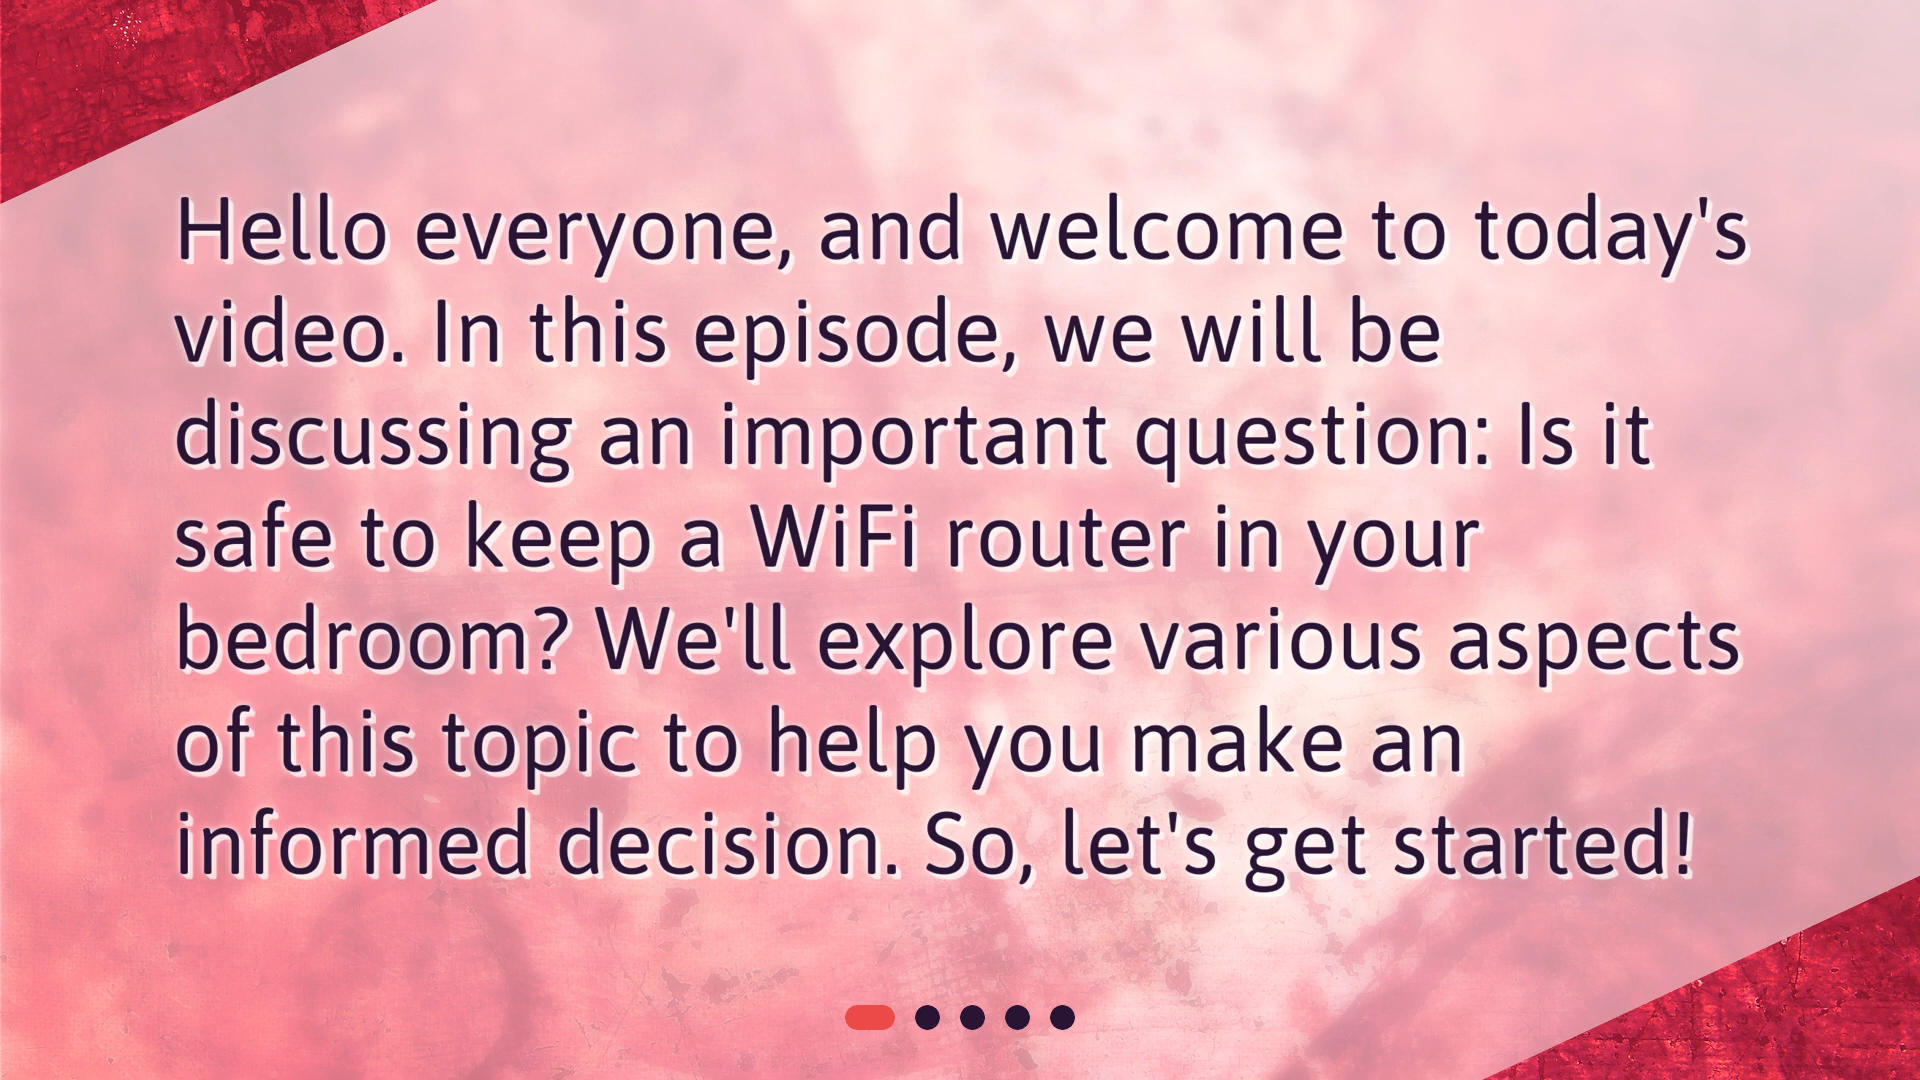 Hello everyone, and welcome to today's
video. In this episode, we will be
discussing an important question: Is it
safe to keep a WiFi router in your
bedroom? We'll explore various aspects
of this topic to help you make an
informed decision. So, let's get started!